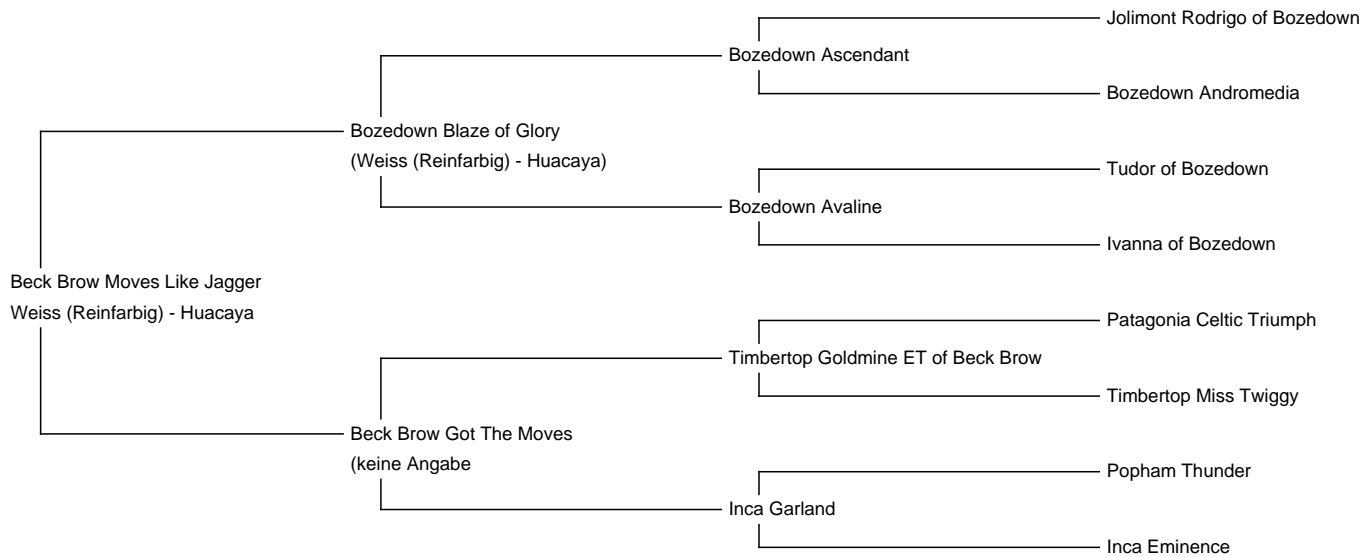 Jolimont Rodrigo of Bozedown
Bozedown Ascendant
Bozedown Andromedia
Bozedown Blaze of Glory
(Weiss (Reinfarbig) - Huacaya)
Tudor of Bozedown
Bozedown Avaline
Ivanna of Bozedown
Beck Brow Moves Like Jagger
Weiss (Reinfarbig) - Huacaya
Patagonia Celtic Triumph
Timbertop Goldmine ET of Beck Brow
Timbertop Miss Twiggy
Beck Brow Got The Moves
(keine Angabe
Popham Thunder
Inca Garland
Inca Eminence